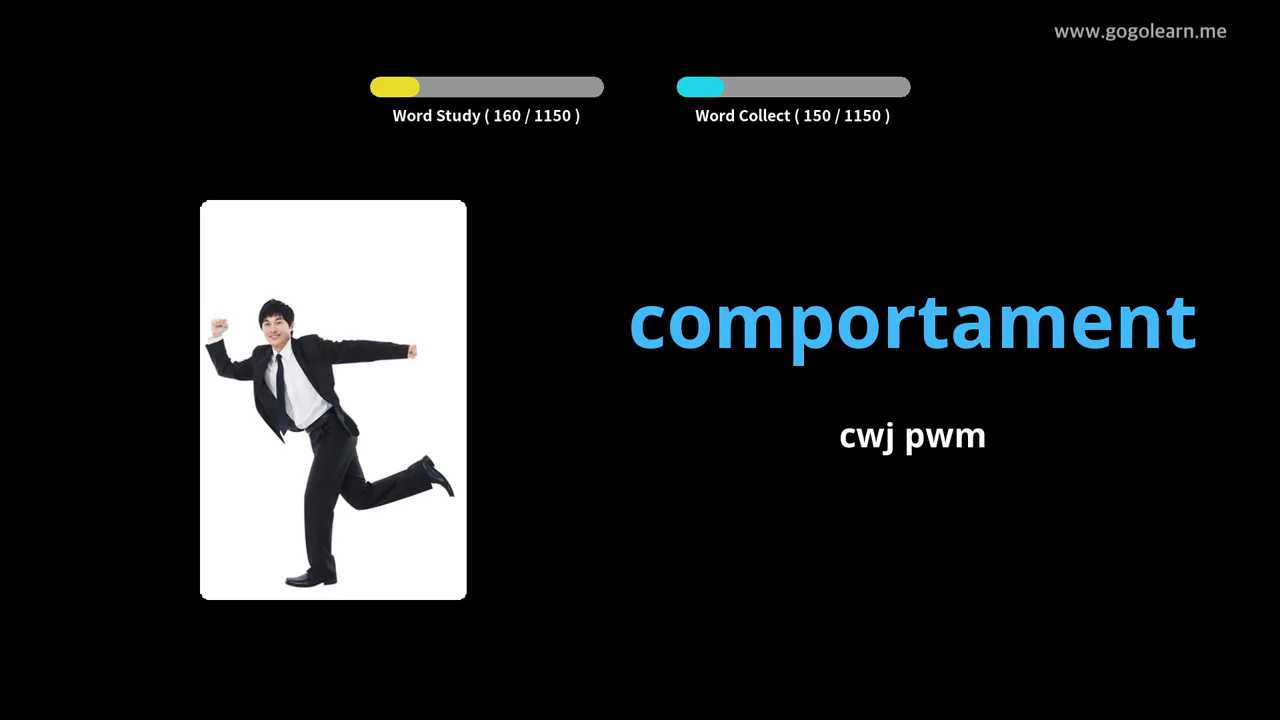 www.gogolearn.me
Word Study ( 160 / 1150 )
Word Collect ( 150 / 1150 )
comportament
cwj pwm